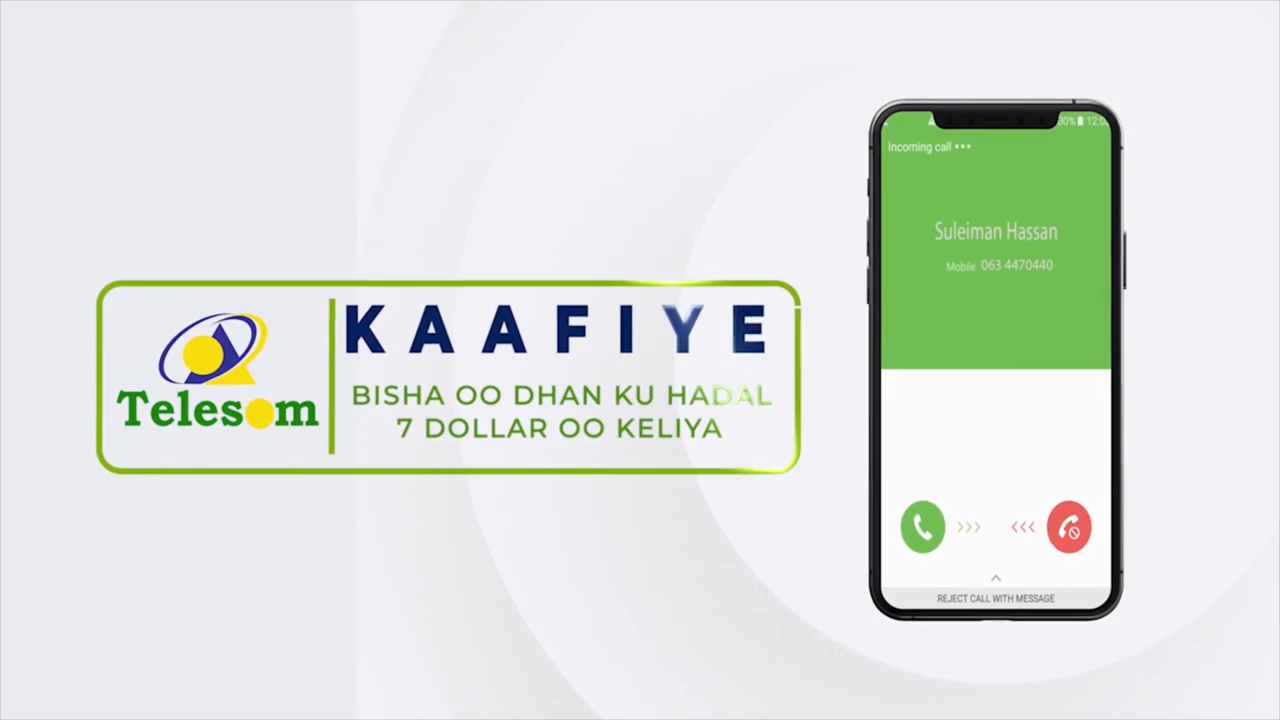 Telesom
KAAFIYE
BISHA OO DHAN KU HADAL
7 DOLLAR OO KELIYA
Incoming call •••
Suleiman Hassan
Mobile 063 4470440
REJECT CALL WITH MESSAGE